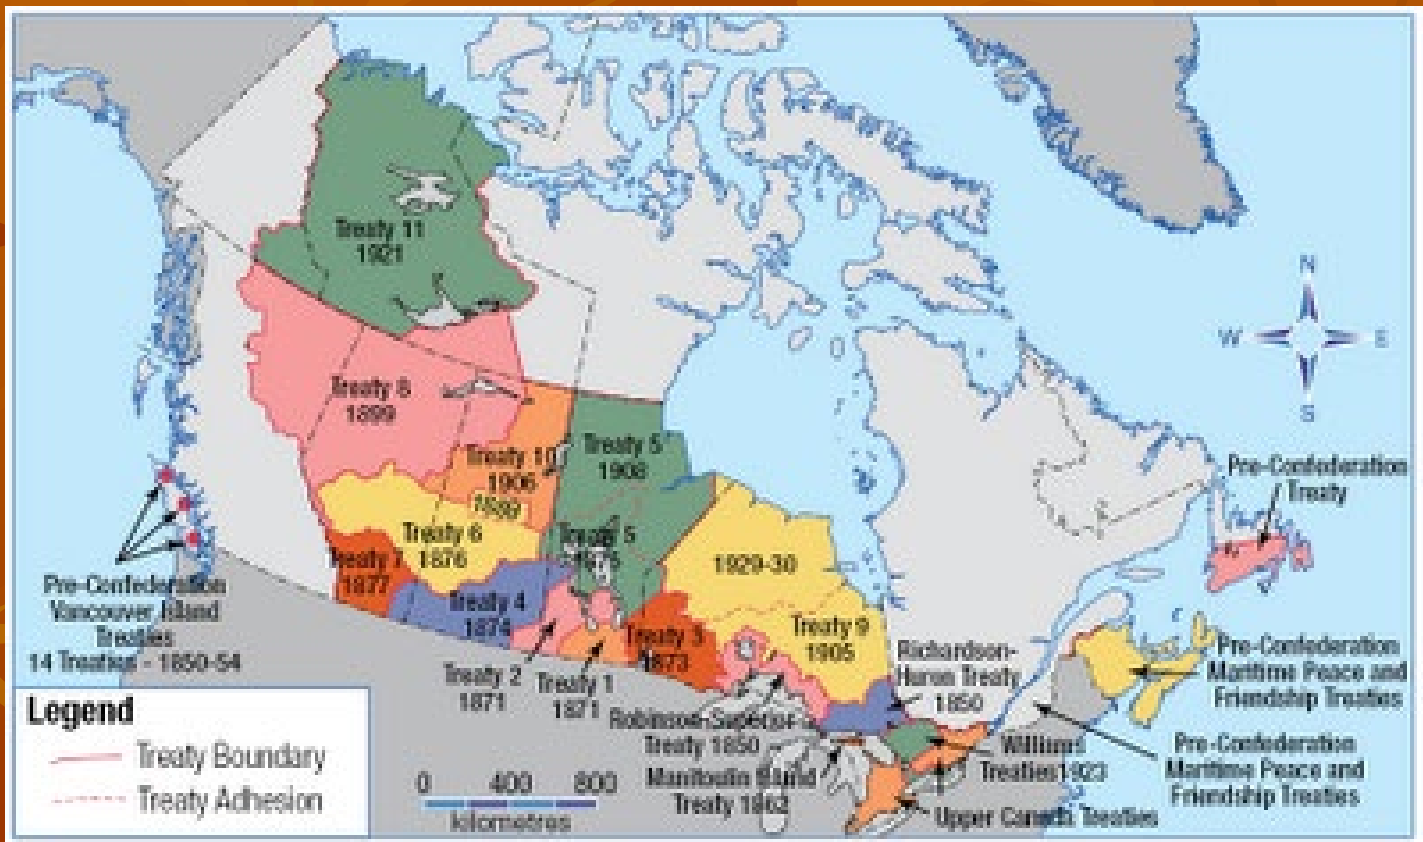 Treaty 11
1921
Treaty 8
1899
Treaty 10
1906
1889
Treaty 5
1908
Treaty 6
1876
Treaty 5
1875
Treaty 7
1877
Treaty 4
1874
1929-30
Treaty 3
1873
Treaty 9
1905
Treaty 2
1871
Treaty 1
1871
Richardson-
Huron Treaty
1850
Robinson-Superior
Treaty 1850
Manitoulin Island
Treaty 1862
Williams
Treaties 1923
Upper Canada Treaties
Pre-Confederation
Treaty
Pre-Confederation
Maritime Peace and
Friendship Treaties
Pre-Confederation
Maritime Peace and
Friendship Treaties
Pre-Confederation
Vancouver Island
Treaties
14 Treaties - 1850-54
N
W
E
S
Legend
Treaty Boundary
Treaty Adhesion
0 400 800
kilometres